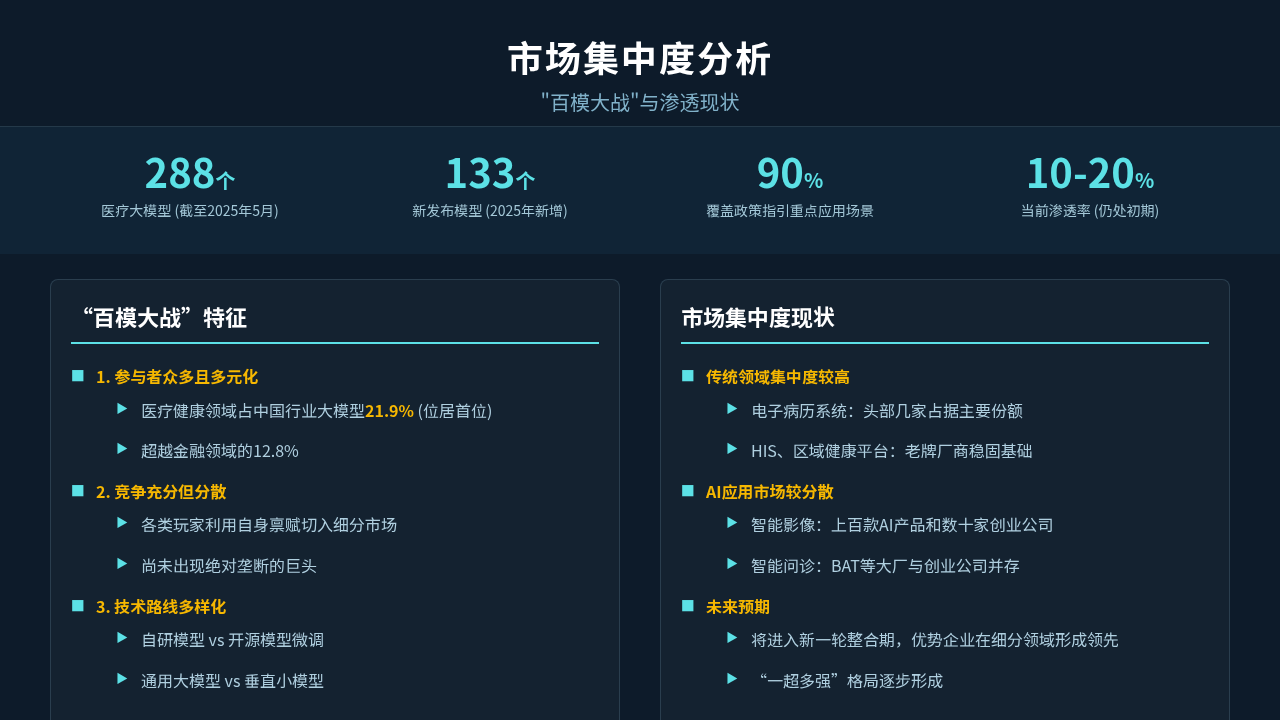 市场集中度分析
"百模大战"与渗透现状
288个
医疗大模型 (截至2025年5月)
133个
新发布模型 (2025年新增)
90%
覆盖政策指引重点应用场景
10-20%
当前渗透率 (仍处初期)
“百模大战”特征
■ 1. 参与者众多且多元化
▶ 医疗健康领域占中国行业大模型21.9% (位居首位)
▶ 超越金融领域的12.8%
■ 2. 竞争充分但分散
▶ 各类玩家利用自身禀赋切入细分市场
▶ 尚未出现绝对垄断的巨头
■ 3. 技术路线多样化
▶ 自研模型 vs 开源模型微调
▶ 通用大模型 vs 垂直小模型
市场集中度现状
■ 传统领域集中度较高
▶ 电子病历系统：头部几家占据主要份额
▶ HIS、区域健康平台：老牌厂商稳固基础
■ AI应用市场较分散
▶ 智能影像：上百款AI产品和数十家创业公司
▶ 智能问诊：BAT等大厂与创业公司并存
■ 未来预期
▶ 将进入新一轮整合期，优势企业在细分领域形成领先
▶ “一超多强”格局逐步形成